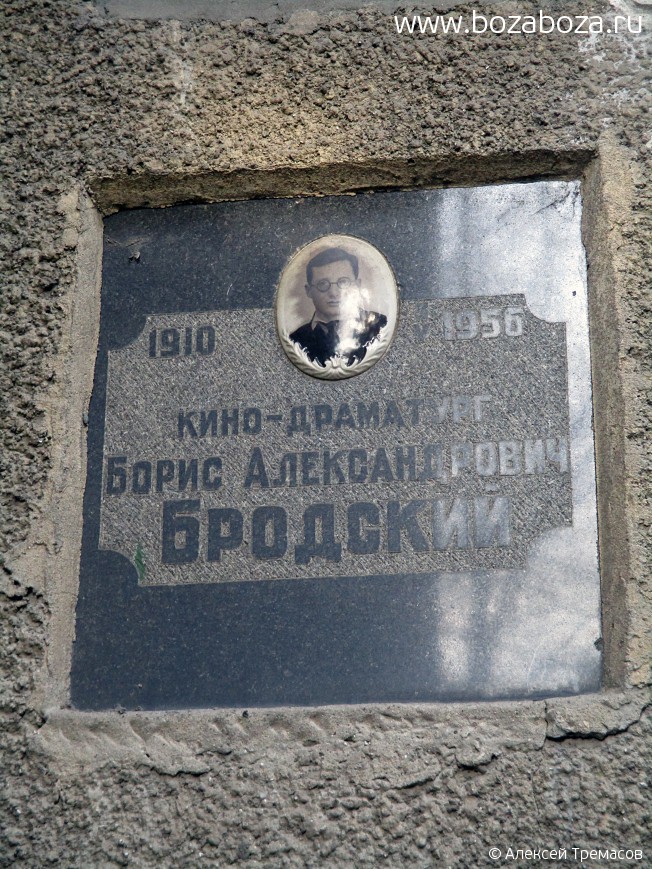 www.bozaboza.ru
1910 1956
КИНО-ДРАМАТУРГ
БОРИС АЛЕКСАНДРОВИЧ
БРОДСКИЙ
© Алексей Тремасов